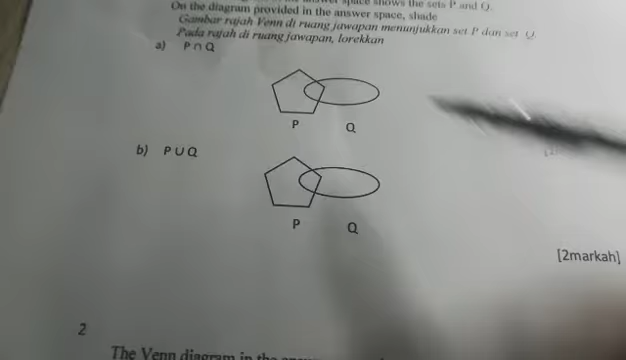 shows the sets P and Q.
On the diagram provided in the answer space, shade
Gambar rajah Venn di ruang jawapan menunjukkan set P dan set Q.
Pada rajah di ruang jawapan, lorekkan
a) P ∩ Q
P Q
b) P ∪ Q
P Q
[2markah]
2
The Venn diagram in the